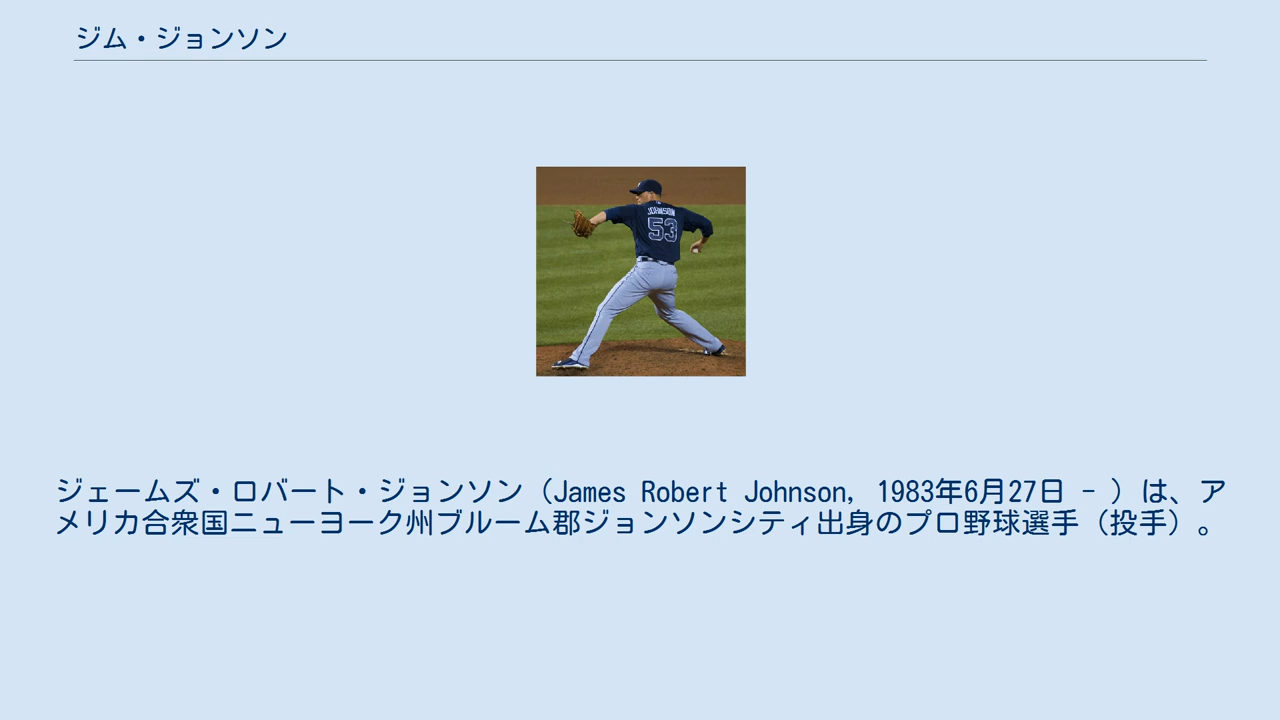 ジム・ジョンソン
JOHNSON
53
ジェームズ・ロバート・ジョンソン（James Robert Johnson, 1983年6月27日 - ）は、ア
メリカ合衆国ニューヨーク州ブルーム郡ジョンソンシティ出身のプロ野球選手（投手）。